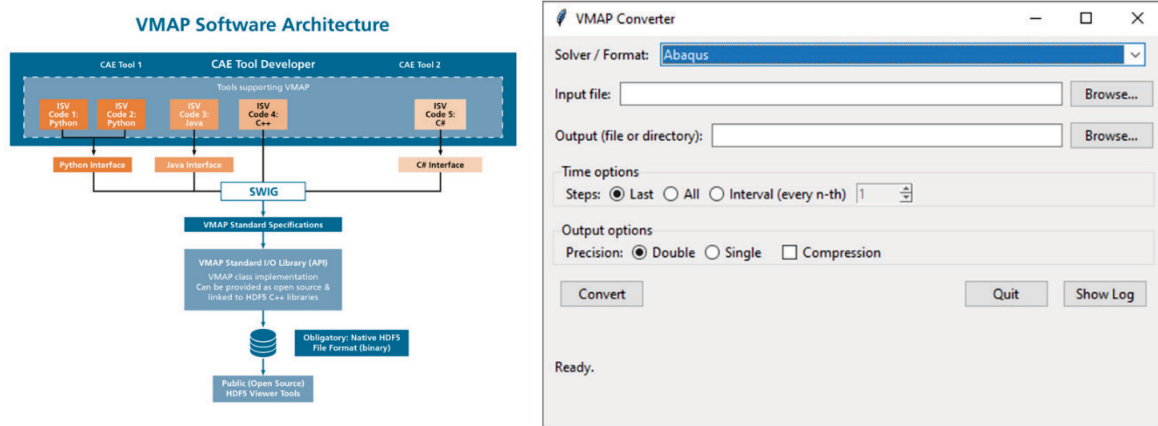 VMAP Software Architecture
CAE Tool 1
CAE Tool Developer
CAE Tool 2
Tools supporting VMAP
ISV
Code 1:
Python
ISV
Code 2:
Python
ISV
Code 3:
Java
ISV
Code 4:
C++
ISV
Code 5:
C#
Python Interface
Java Interface
C# Interface
SWIG
VMAP Standard Specifications
VMAP Standard I/O Library (API)
VMAP class implementation
Can be provided as open source &
linked to HDF5 C++ libraries
Obligatory: Native HDF5
File Format (binary)
Public (Open Source)
HDF5 Viewer Tools
VMAP Converter
Solver / Format: Abaqus
Input file: Browse...
Output (file or directory): Browse...
Time options
Steps: Last All Interval (every n-th) 1
Output options
Precision: Double Single Compression
Convert Quit Show Log
Ready.